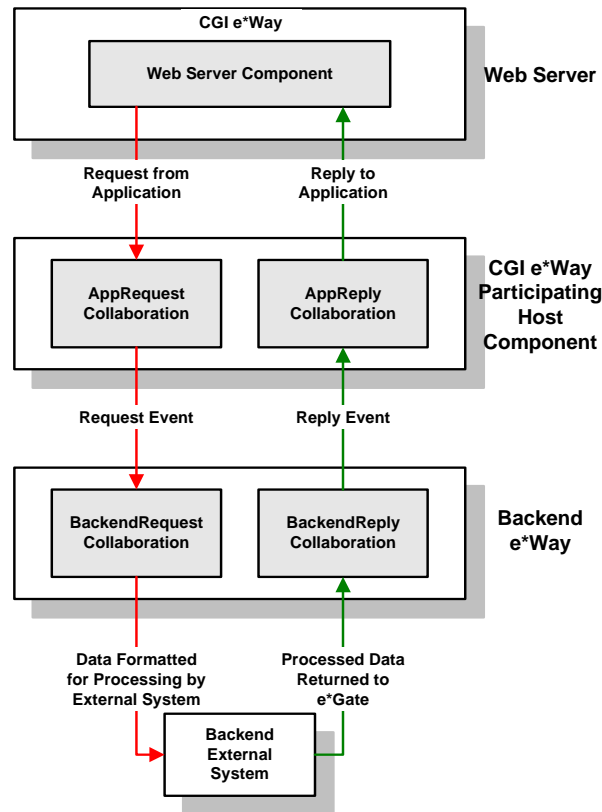 CGI e*Way
Web Server Component
Web Server
Request from
Application
Reply to
Application
AppRequest
Collaboration
AppReply
Collaboration
CGI e*Way
Participating
Host
Component
Request Event
Reply Event
BackendRequest
Collaboration
BackendReply
Collaboration
Backend
e*Way
Data Formatted
for Processing by
External System
Processed Data
Returned to
e*Gate
Backend
External
System